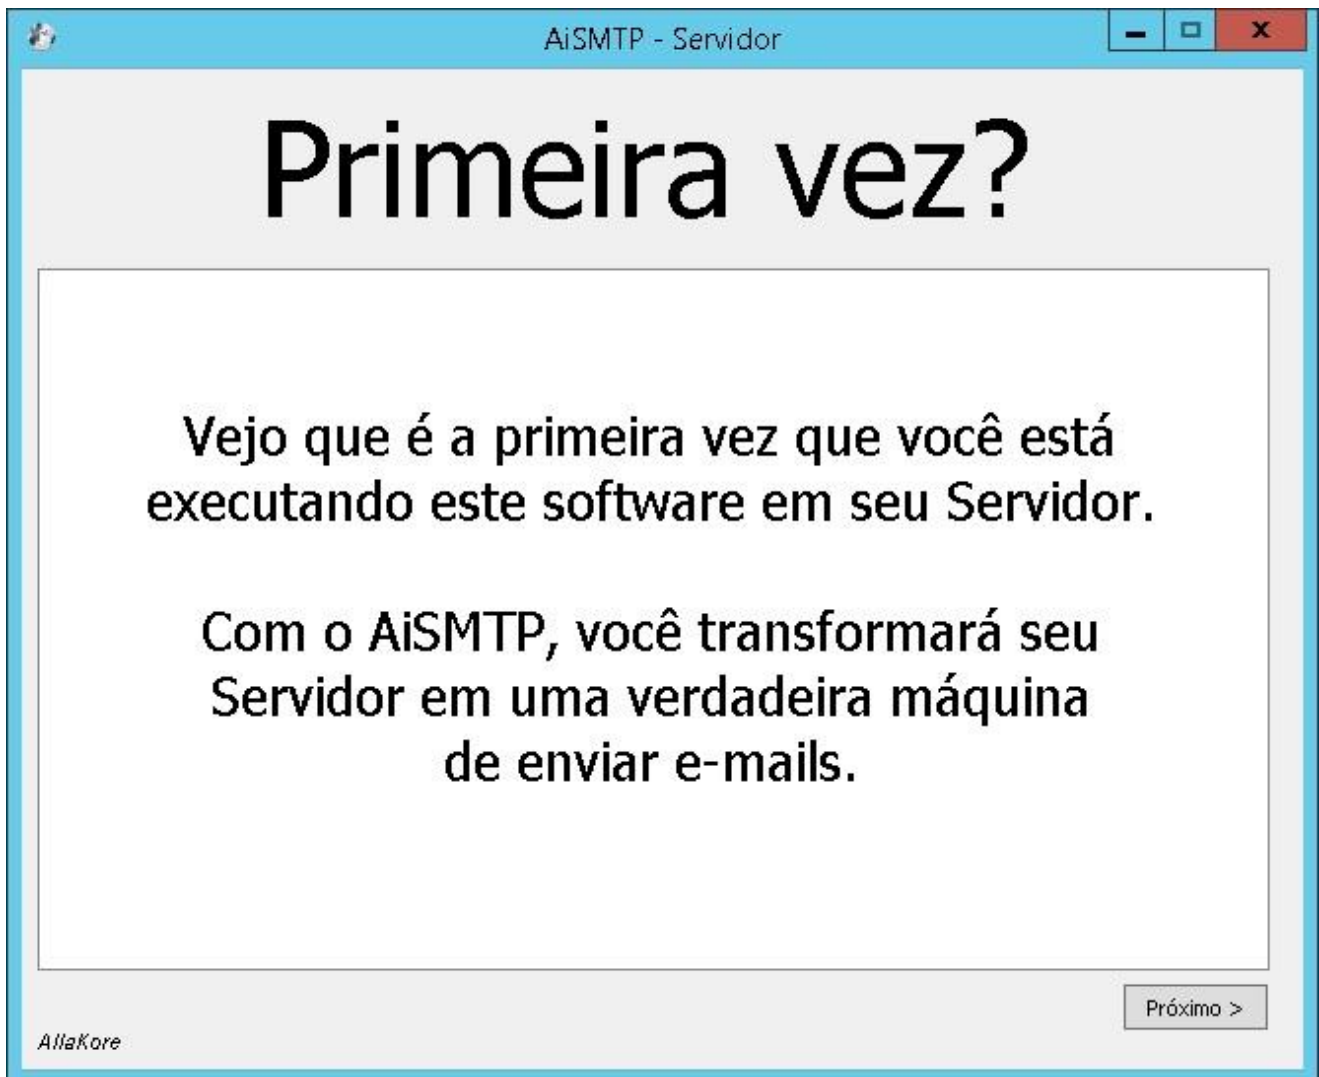 AiSMTP - Servidor
Primeira vez?
Vejo que é a primeira vez que você está
executando este software em seu Servidor.
Com o AiSMTP, você transformará seu
Servidor em uma verdadeira máquina
de enviar e-mails.
Próximo >
AllaKore